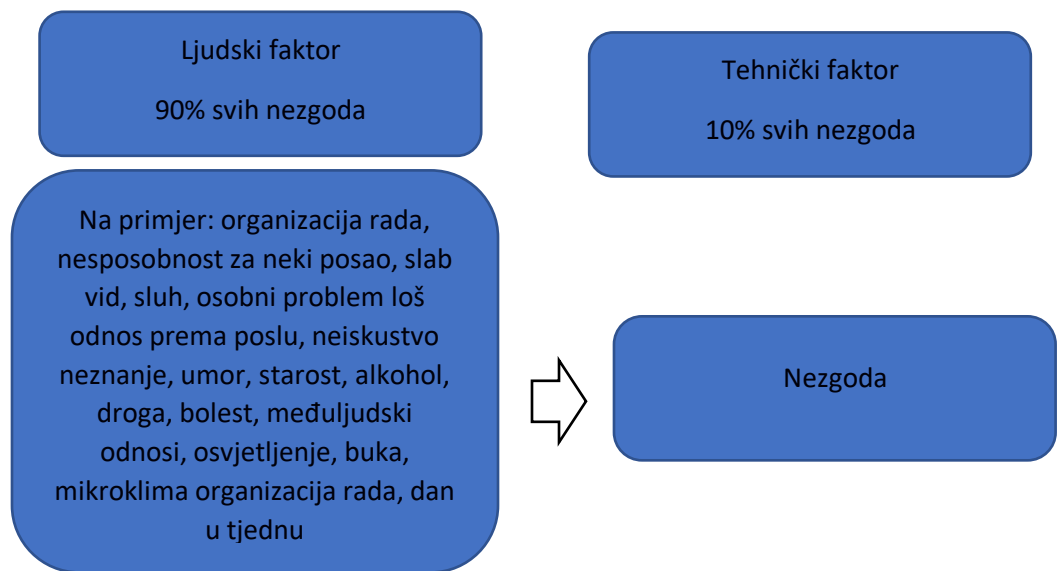 Ljudski faktor
90% svih nezgoda
Tehnički faktor
10% svih nezgoda
Na primjer: organizacija rada,
nesposobnost za neki posao, slab
vid, sluh, osobni problem loš
odnos prema poslu, neiskustvo
neznanje, umor, starost, alkohol,
droga, bolest, međuljudski
odnosi, osvjetljenje, buka,
mikroklima organizacija rada, dan
u tjednu
Nezgoda